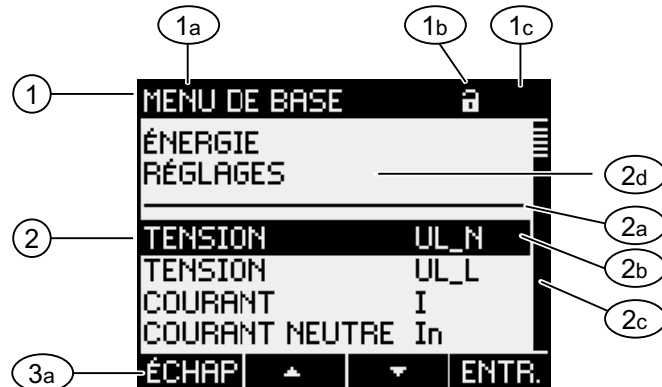 1a 1b 1c
1 MENU DE BASE
ÉNERGIE
RÉGLAGES 2d
2a
2 TENSION UL_N 2b
TENSION UL_L 2c
COURANT I
COURANT NEUTRE In
3a ÉCHAP ENTR.